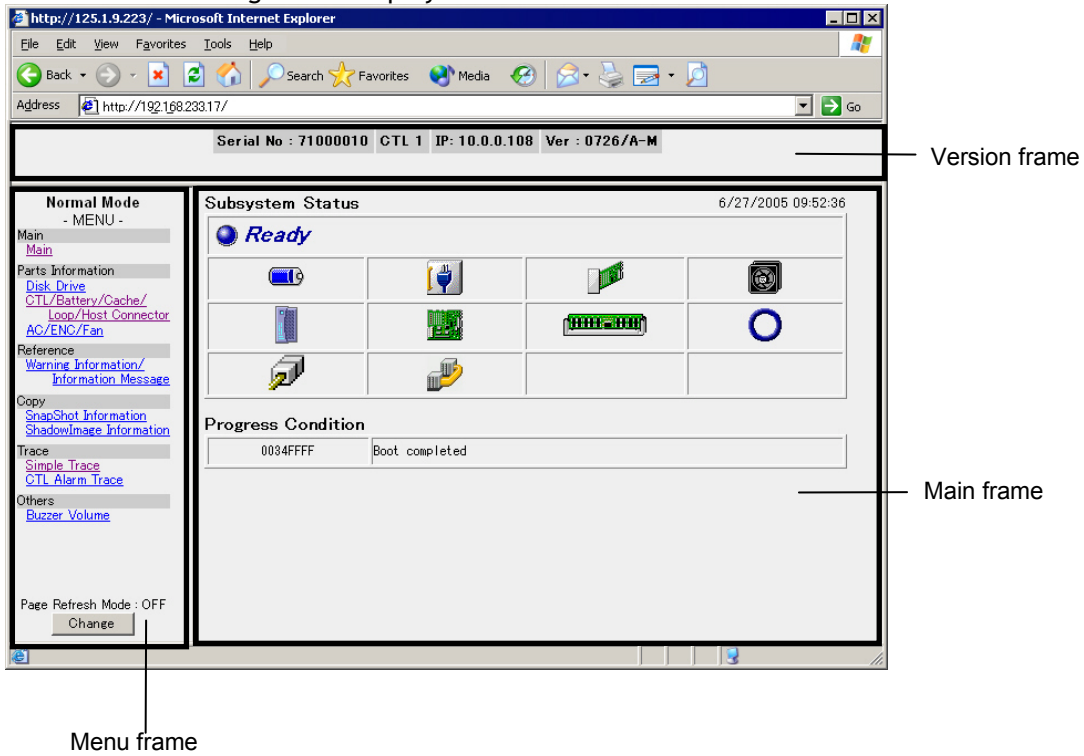 http://125.1.9.223/ - Microsoft Internet Explorer
File Edit View Favorites Tools Help
Back Search Favorites Media
Address http://192.168.233.17/ Go
Serial No : 71000010 CTL 1 IP: 10.0.0.108 Ver : 0726/A-M
Version frame
Normal Mode
- MENU -
Main
Main
Parts Information
Disk Drive
CTL/Battery/Cache/
Loop/Host Connector
AC/ENC/Fan
Reference
Warning Information/
Information Message
Copy
SnapShot Information
ShadowImage Information
Trace
Simple Trace
CTL Alarm Trace
Others
Buzzer Volume
Page Refresh Mode : OFF
Change
Subsystem Status 6/27/2005 09:52:36
Ready
Progress Condition
0034FFFF Boot completed
Main frame
Menu frame